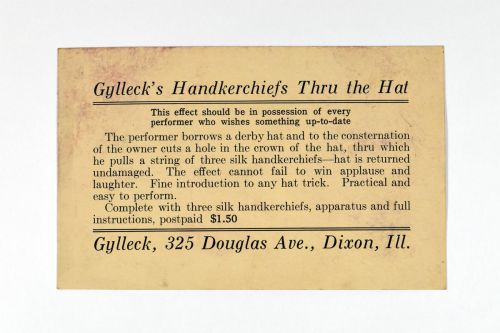 Gylleck's Handkerchiefs Thru the Hat
This effect should be in possession of every
performer who wishes something up-to-date
The performer borrows a derby hat and to the consternation
of the owner cuts a hole in the crown of the hat, thru which
he pulls a string of three silk handkerchiefs—hat is returned
undamaged. The effect cannot fail to win applause and
laughter. Fine introduction to any hat trick. Practical and
easy to perform.
Complete with three silk handkerchiefs, apparatus and full
instructions, postpaid $1.50
Gylleck, 325 Douglas Ave., Dixon, Ill.